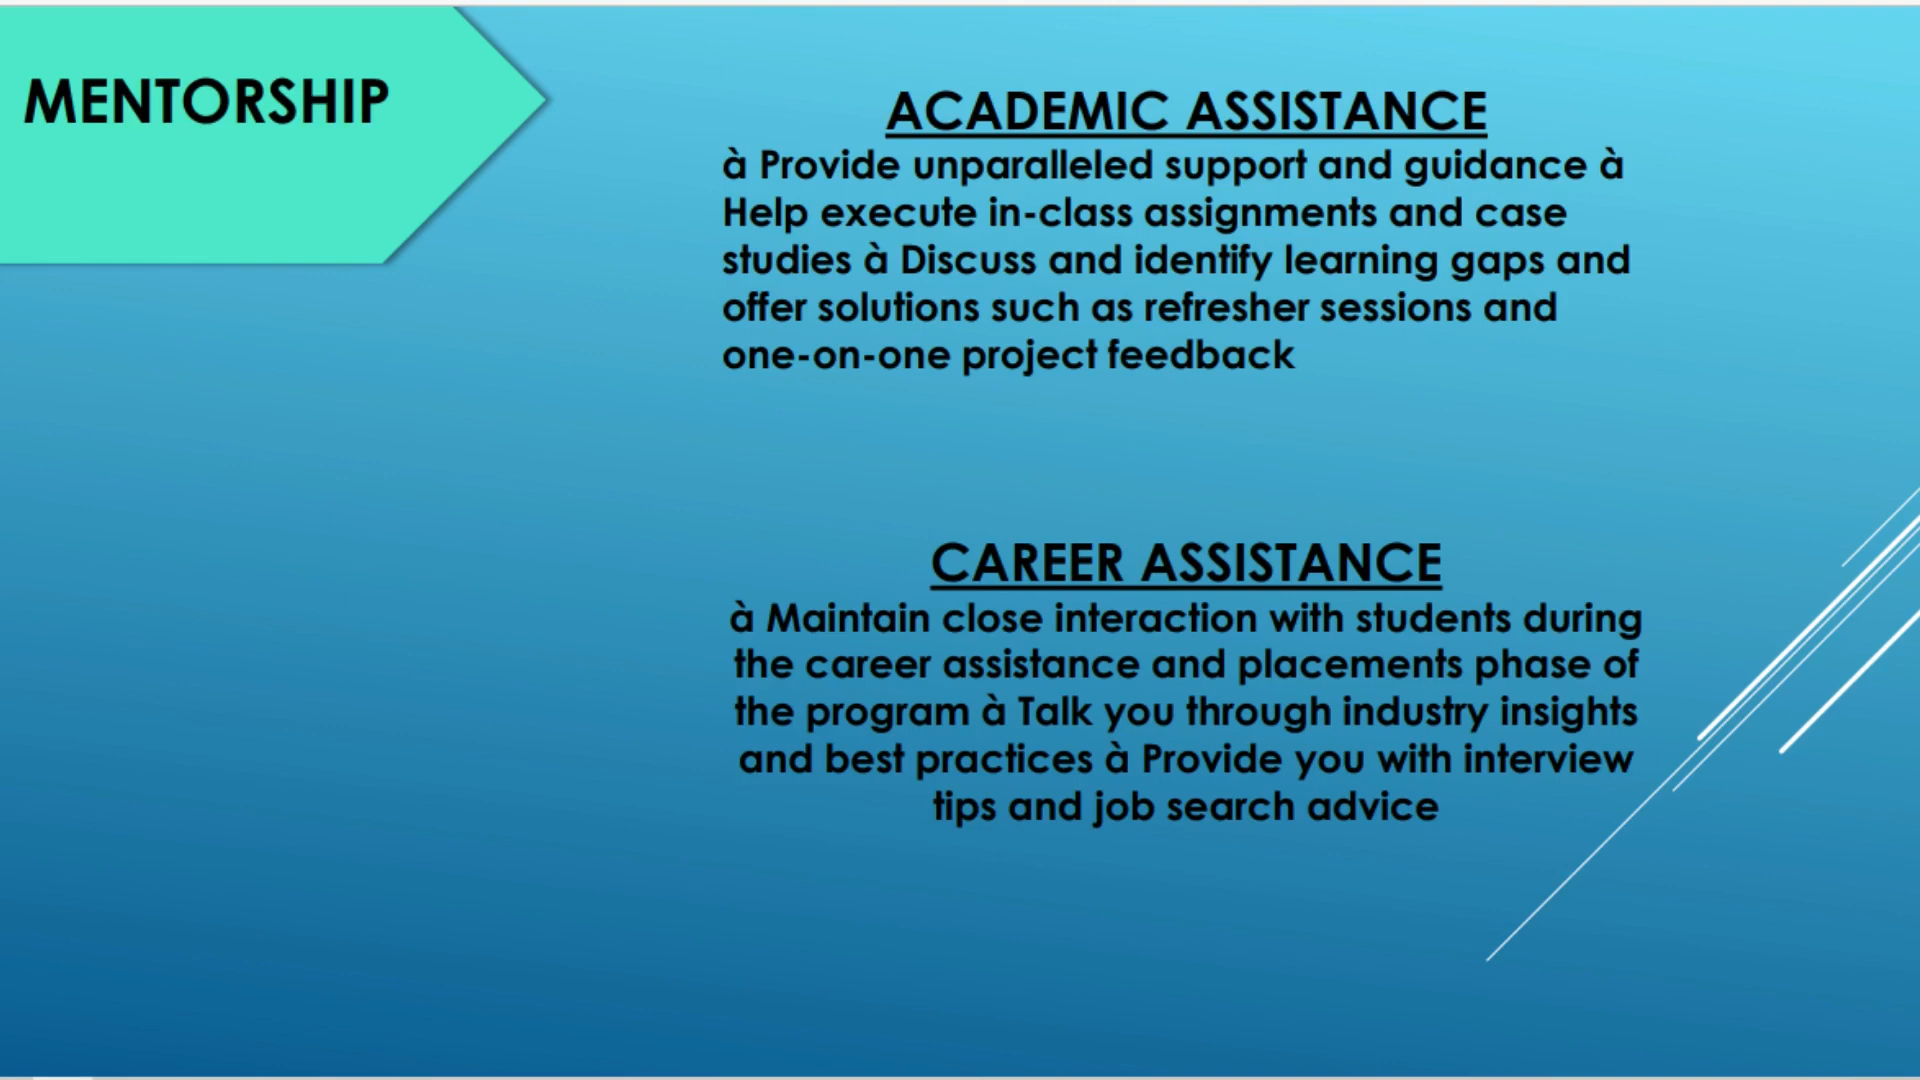 MENTORSHIP
ACADEMIC ASSISTANCE
à Provide unparalleled support and guidance à
Help execute in-class assignments and case
studies à Discuss and identify learning gaps and
offer solutions such as refresher sessions and
one-on-one project feedback
CAREER ASSISTANCE
à Maintain close interaction with students during
the career assistance and placements phase of
the program à Talk you through industry insights
and best practices à Provide you with interview
tips and job search advice